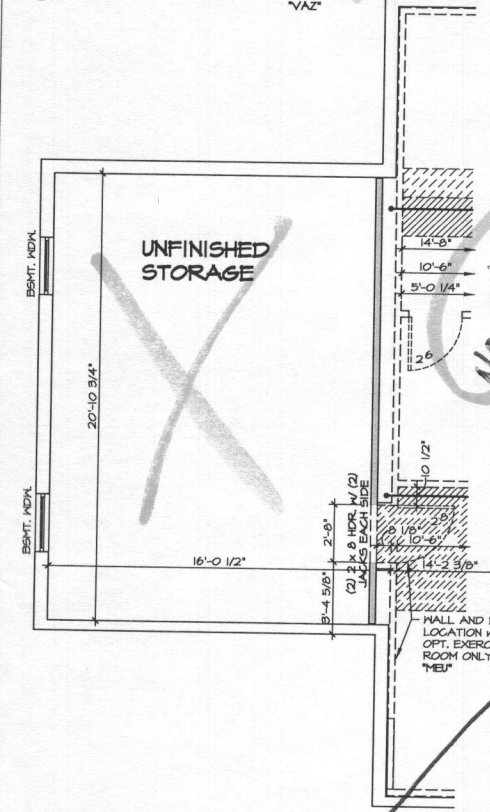 "VAZ"
UNFINISHED
STORAGE
BSMT. WDW.
BSMT. WDW.
20'-10 3/4"
16'-0 1/2"
14'-8"
10'-6"
5'-0 1/4"
2⁶
10 1/2"
(2) 2 x 8 HDR. W/ (2)
JACKS EACH SIDE
2'-8"
3'-4 5/8"
8 1/8"
2⁸
10'-6"
14'-2 3/8"
WALL AND
LOCATION
OPT. EXERC
ROOM ONLY
"MEU"